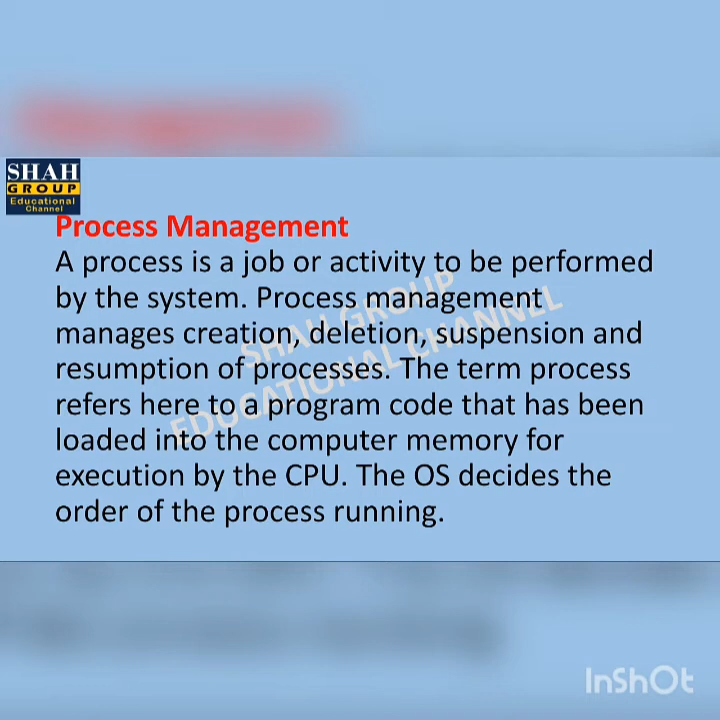 SHAH
GROUP
Educational
Channel
Process Management
A process is a job or activity to be performed
by the system. Process management
manages creation, deletion, suspension and
resumption of processes. The term process
refers here to a program code that has been
loaded into the computer memory for
execution by the CPU. The OS decides the
order of the process running.
SHAH GROUP
EDUCATIONAL CHANNEL
InShOt